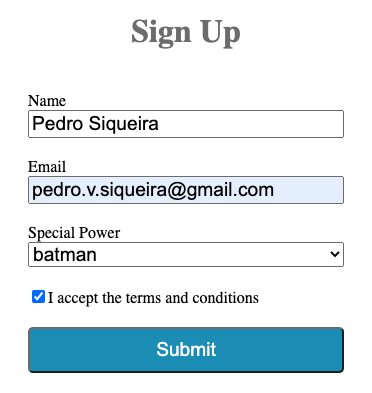 Sign Up
Name
Pedro Siqueira
Email
pedro.v.siqueira@gmail.com
Special Power
batman
I accept the terms and conditions
Submit